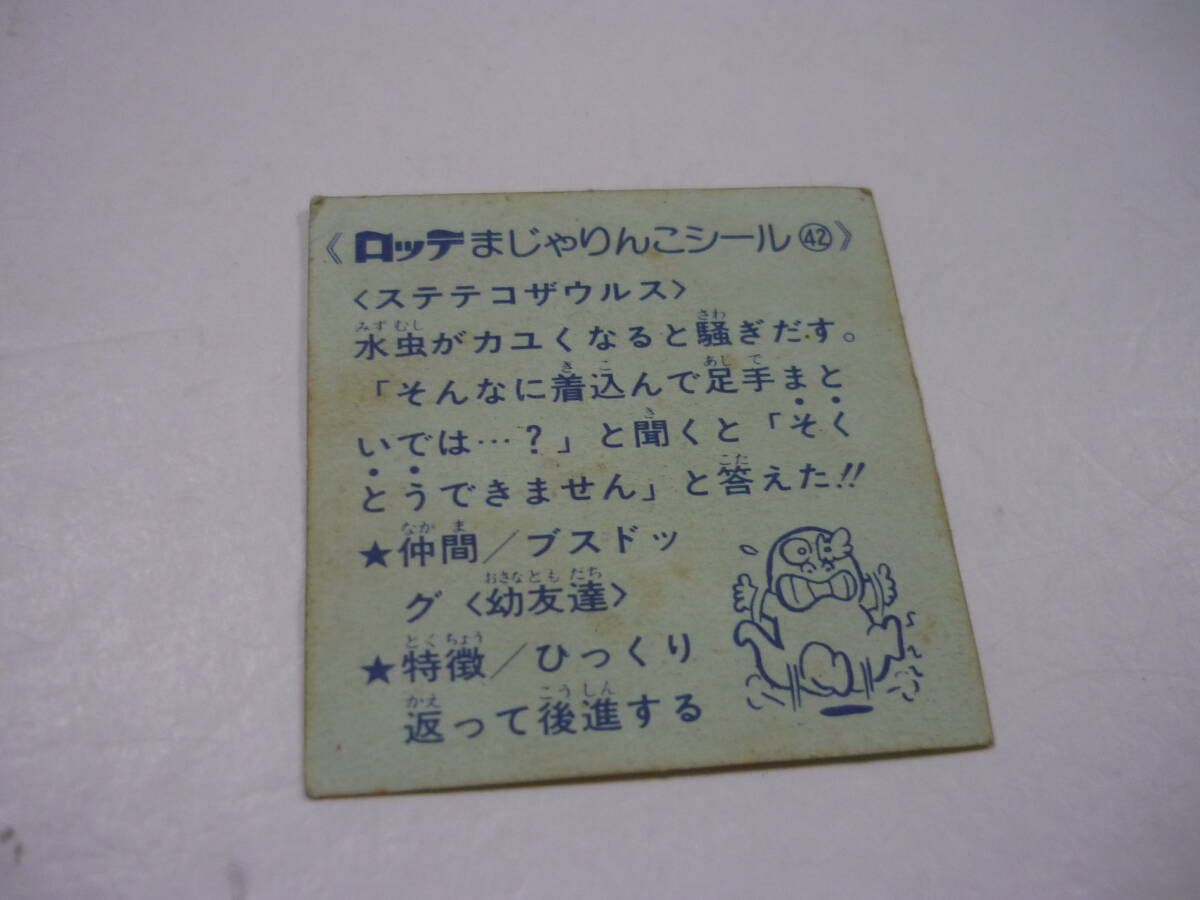 《ロッテまじゃりんこシール㊷》
〈ステテコザウルス〉
水虫がカユくなると騒ぎだす。
「そんなに着込んで足手まと
いでは…？」と聞くと「そく
とうできません」と答えた!!
★仲間／ブスドッ
グ〈幼友達〉
★特徴／ひっくり
返って後進する